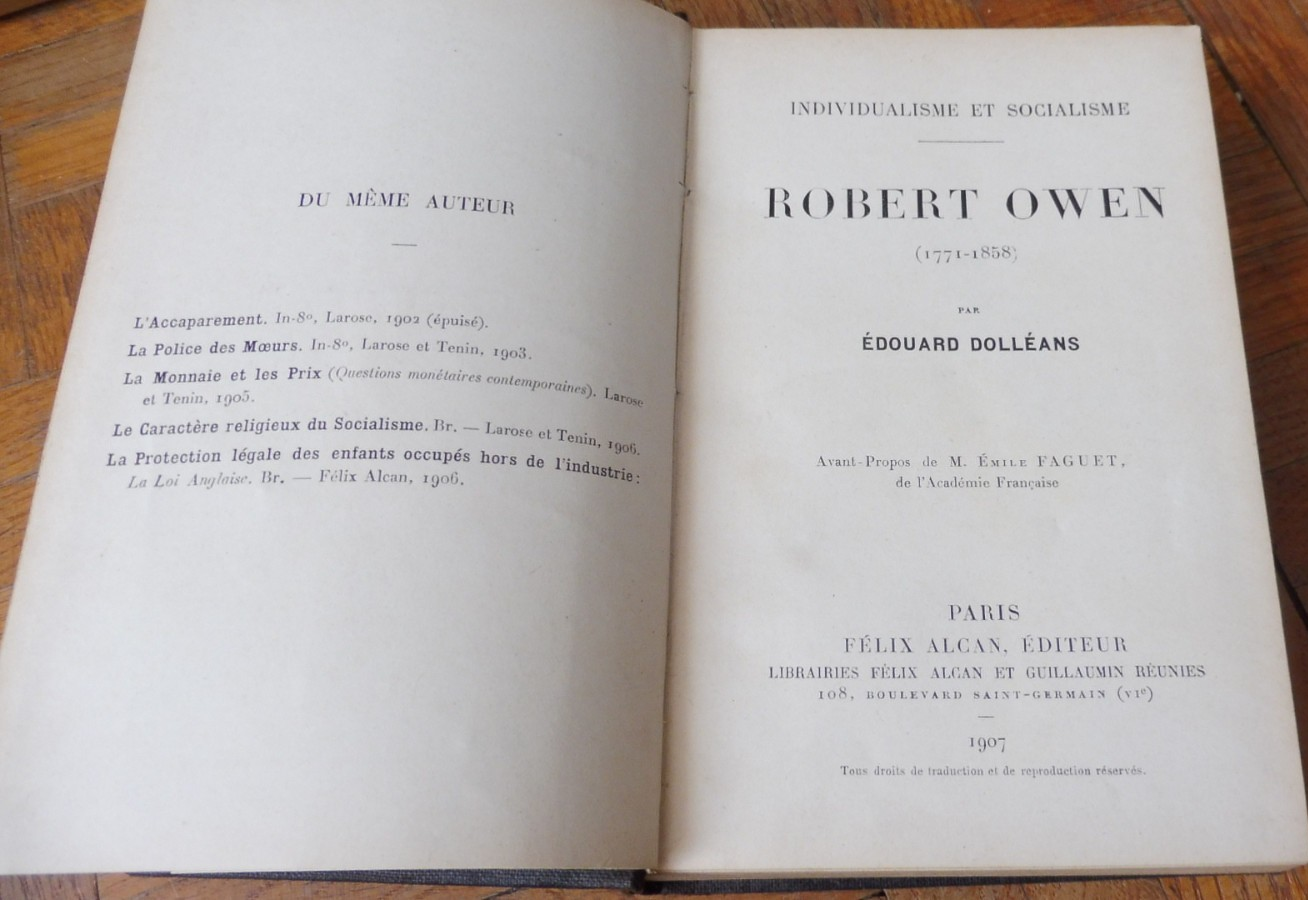 DU MÊME AUTEUR
L'Accaparement. In-8º, Larose, 1902 (épuisé).
La Police des Mœurs. In-8º, Larose et Tenin, 1903.
La Monnaie et les Prix (Questions monétaires contemporaines). Larose
et Tenin, 1905.
Le Caractère religieux du Socialisme. Br. — Larose et Tenin, 1906.
La Protection légale des enfants occupés hors de l'industrie :
La Loi Anglaise. Br. — Félix Alcan, 1906.
INDIVIDUALISME ET SOCIALISME
ROBERT OWEN
(1771-1858)
PAR
ÉDOUARD DOLLÉANS
Avant-Propos de M. ÉMILE FAGUET,
de l'Académie Française
PARIS
FÉLIX ALCAN, ÉDITEUR
LIBRAIRIES FÉLIX ALCAN ET GUILLAUMIN RÉUNIES
108, BOULEVARD SAINT-GERMAIN (VIe)
1907
Tous droits de traduction et de reproduction réservés.